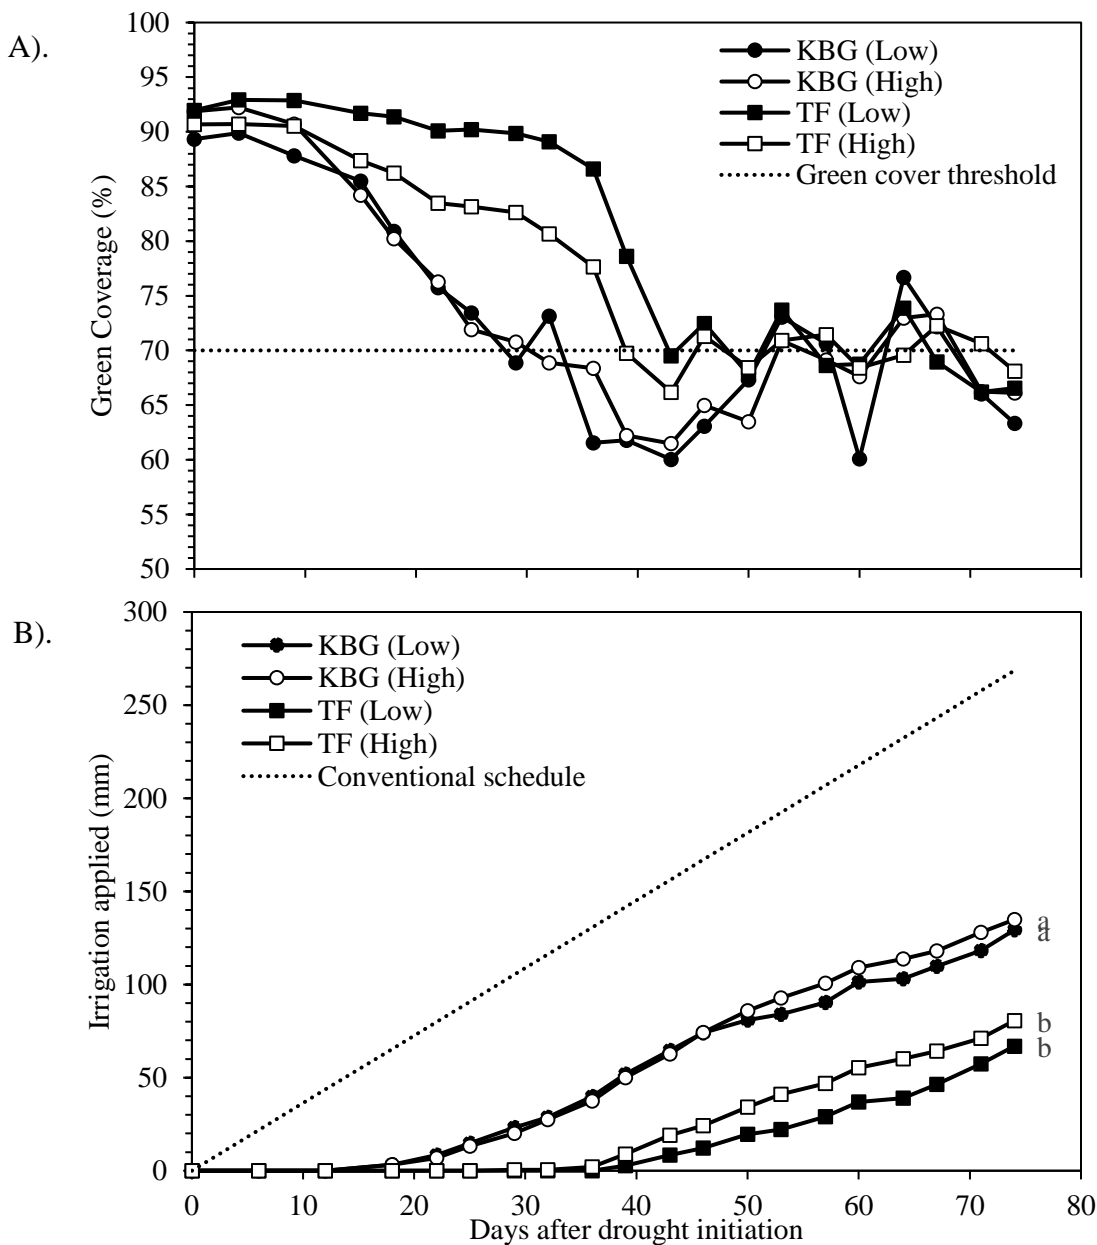 A).
100
95
90
85
80
75
70
65
60
55
50
Green Coverage (%)
KBG (Low)
KBG (High)
TF (Low)
TF (High)
Green cover threshold
B).
300
250
200
150
100
50
0
Irrigation applied (mm)
KBG (Low)
KBG (High)
TF (Low)
TF (High)
Conventional schedule
a
a
b
b
0 10 20 30 40 50 60 70 80
Days after drought initiation